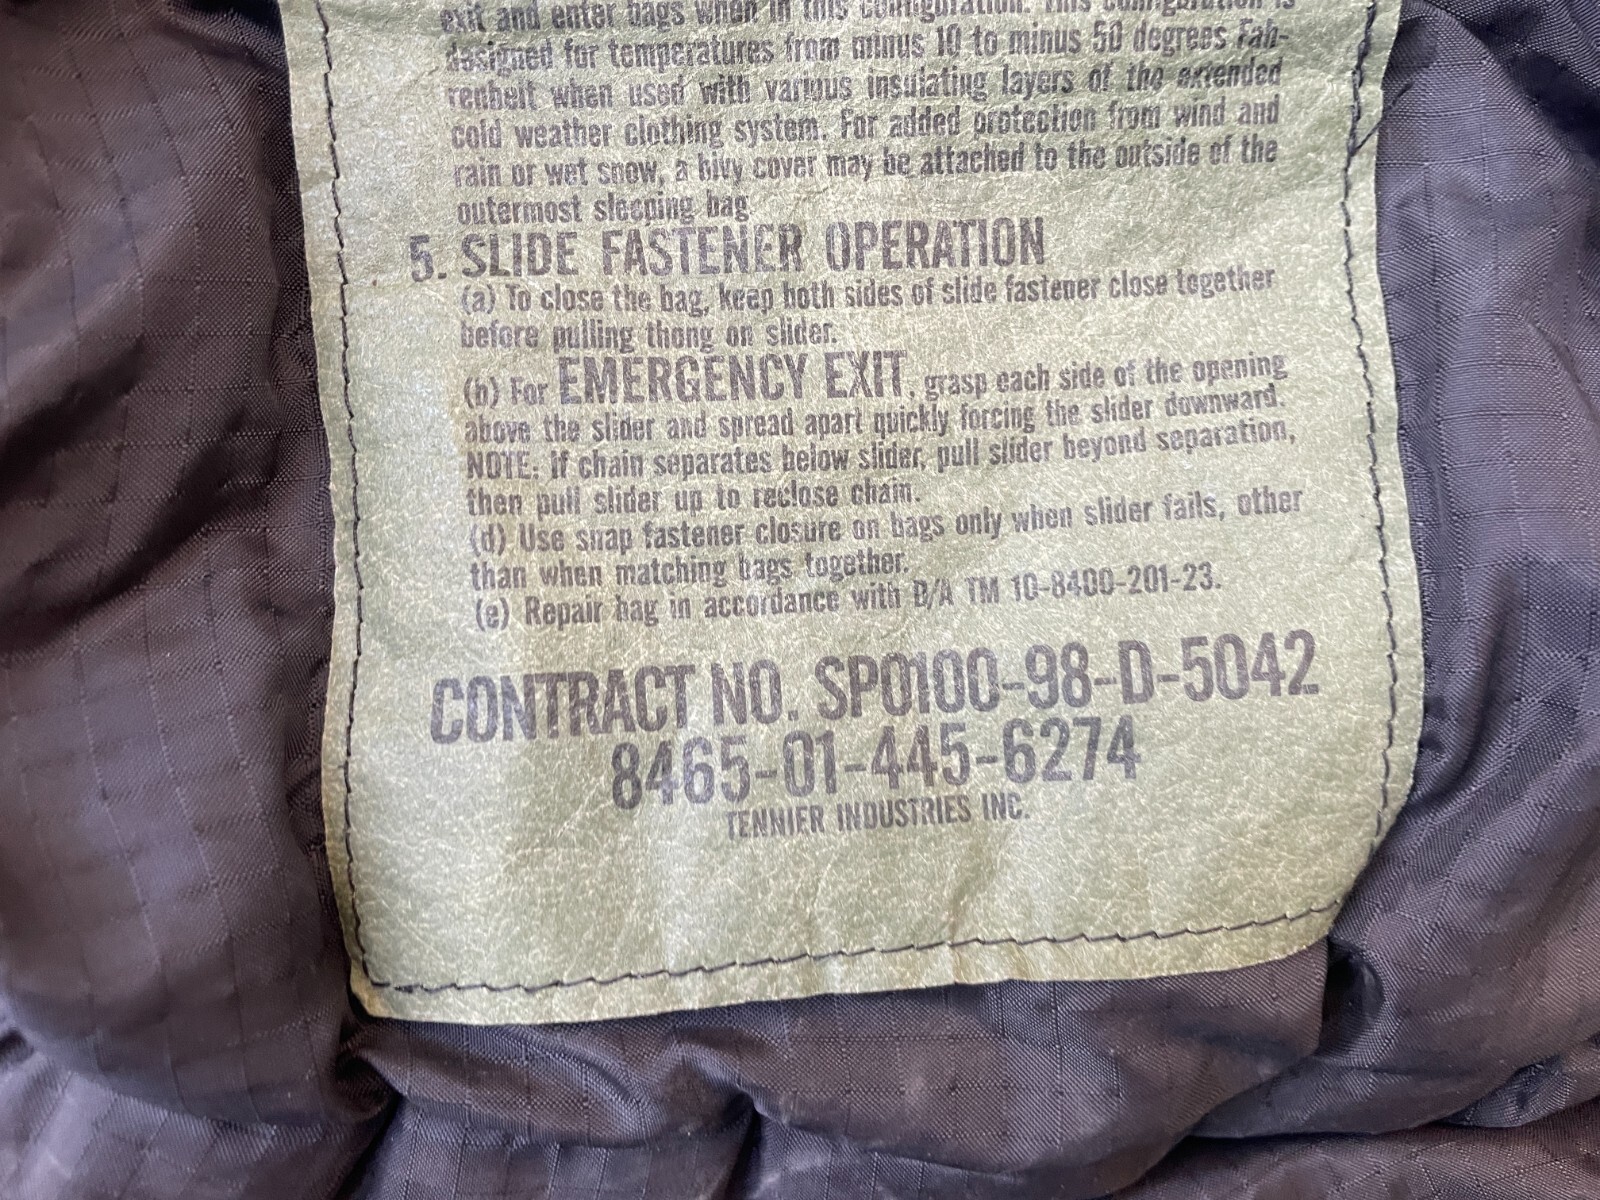 exit and enter bags when in this configuration. This configuration is
designed for temperatures from minus 10 to minus 50 degrees Fah-
renheit when used with various insulating layers of the extended
cold weather clothing system. For added protection from wind and
rain or wet snow, a bivy cover may be attached to the outside of the
outermost sleeping bag
5. SLIDE FASTENER OPERATION
(a) To close the bag, keep both sides of slide fastener close together
before pulling thong on slider.
(b) For EMERGENCY EXIT, grasp each side of the opening
above the slider and spread apart quickly forcing the slider downward.
NOTE: If chain separates below slider, pull slider beyond separation,
then pull slider up to reclose chain.
(d) Use snap fastener closure on bags only when slider fails, other
than when matching bags together.
(e) Repair bag in accordance with D/A TM 10-8400-201-23.
CONTRACT NO. SP0100-98-D-5042
8465-01-445-6274
TENNIER INDUSTRIES INC.